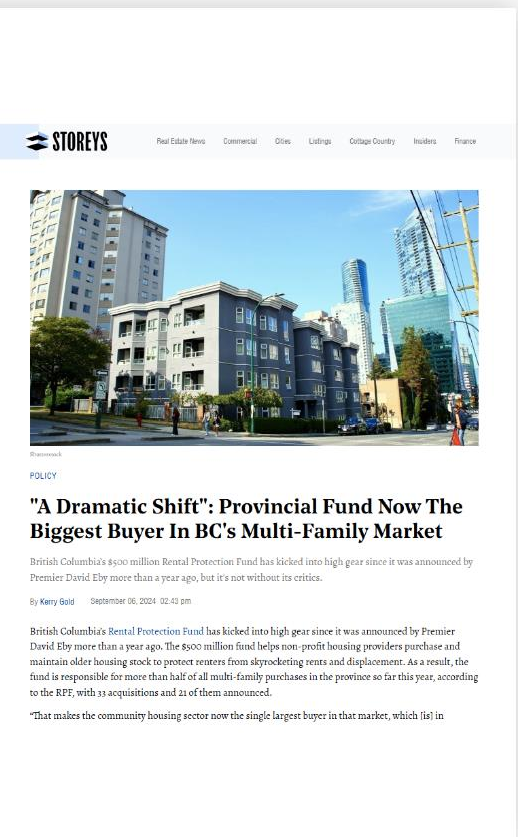 STOREYS
Real Estate News Commercial Cities Listings Cottage Country Insiders Finance
POLICY
"A Dramatic Shift": Provincial Fund Now The
Biggest Buyer In BC's Multi-Family Market
British Columbia's $500 million Rental Protection Fund has kicked into high gear since it was announced by
Premier David Eby more than a year ago, but it's not without its critics.
By Kerry Gold September 06, 2024 02:43 pm
British Columbia's Rental Protection Fund has kicked into high gear since it was announced by Premier
David Eby more than a year ago. The $500 million fund helps non-profit housing providers purchase and
maintain older housing stock to protect renters from skyrocketing rents and displacement. As a result, the
fund is responsible for more than half of all multi-family purchases in the province so far this year, according
to the RPF, with 33 acquisitions and 21 of them announced.
“That makes the community housing sector now the single largest buyer in that market, which [is] in